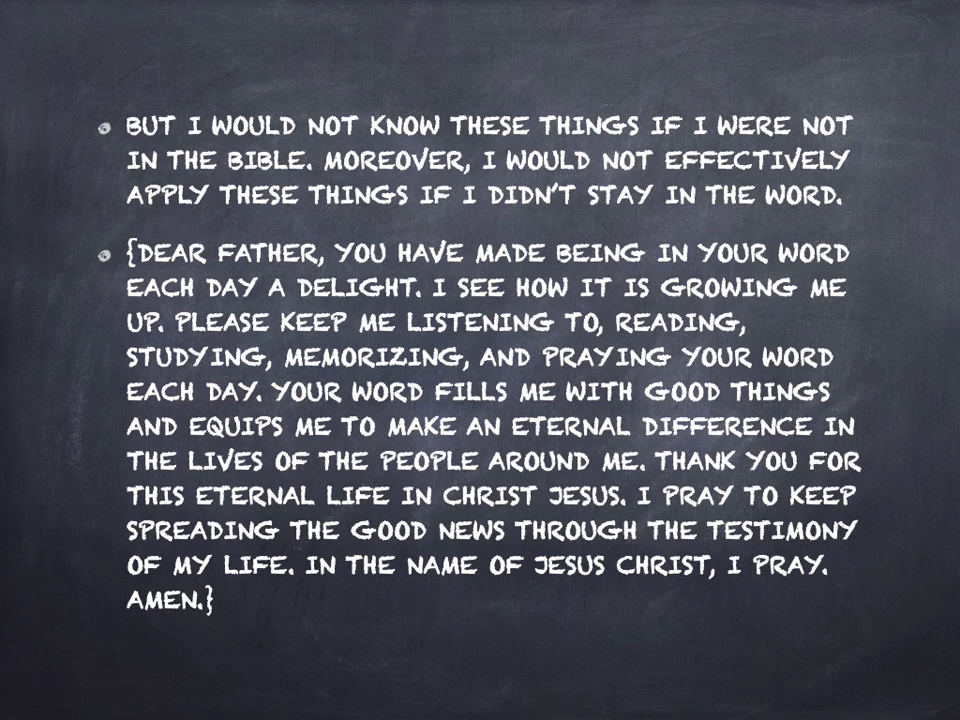 BUT I WOULD NOT KNOW THESE THINGS IF I WERE NOT
IN THE BIBLE. MOREOVER, I WOULD NOT EFFECTIVELY
APPLY THESE THINGS IF I DIDN'T STAY IN THE WORD.
{DEAR FATHER, YOU HAVE MADE BEING IN YOUR WORD
EACH DAY A DELIGHT. I SEE HOW IT IS GROWING ME
UP. PLEASE KEEP ME LISTENING TO, READING,
STUDYING, MEMORIZING, AND PRAYING YOUR WORD
EACH DAY. YOUR WORD FILLS ME WITH GOOD THINGS
AND EQUIPS ME TO MAKE AN ETERNAL DIFFERENCE IN
THE LIVES OF THE PEOPLE AROUND ME. THANK YOU FOR
THIS ETERNAL LIFE IN CHRIST JESUS. I PRAY TO KEEP
SPREADING THE GOOD NEWS THROUGH THE TESTIMONY
OF MY LIFE. IN THE NAME OF JESUS CHRIST, I PRAY.
AMEN.}